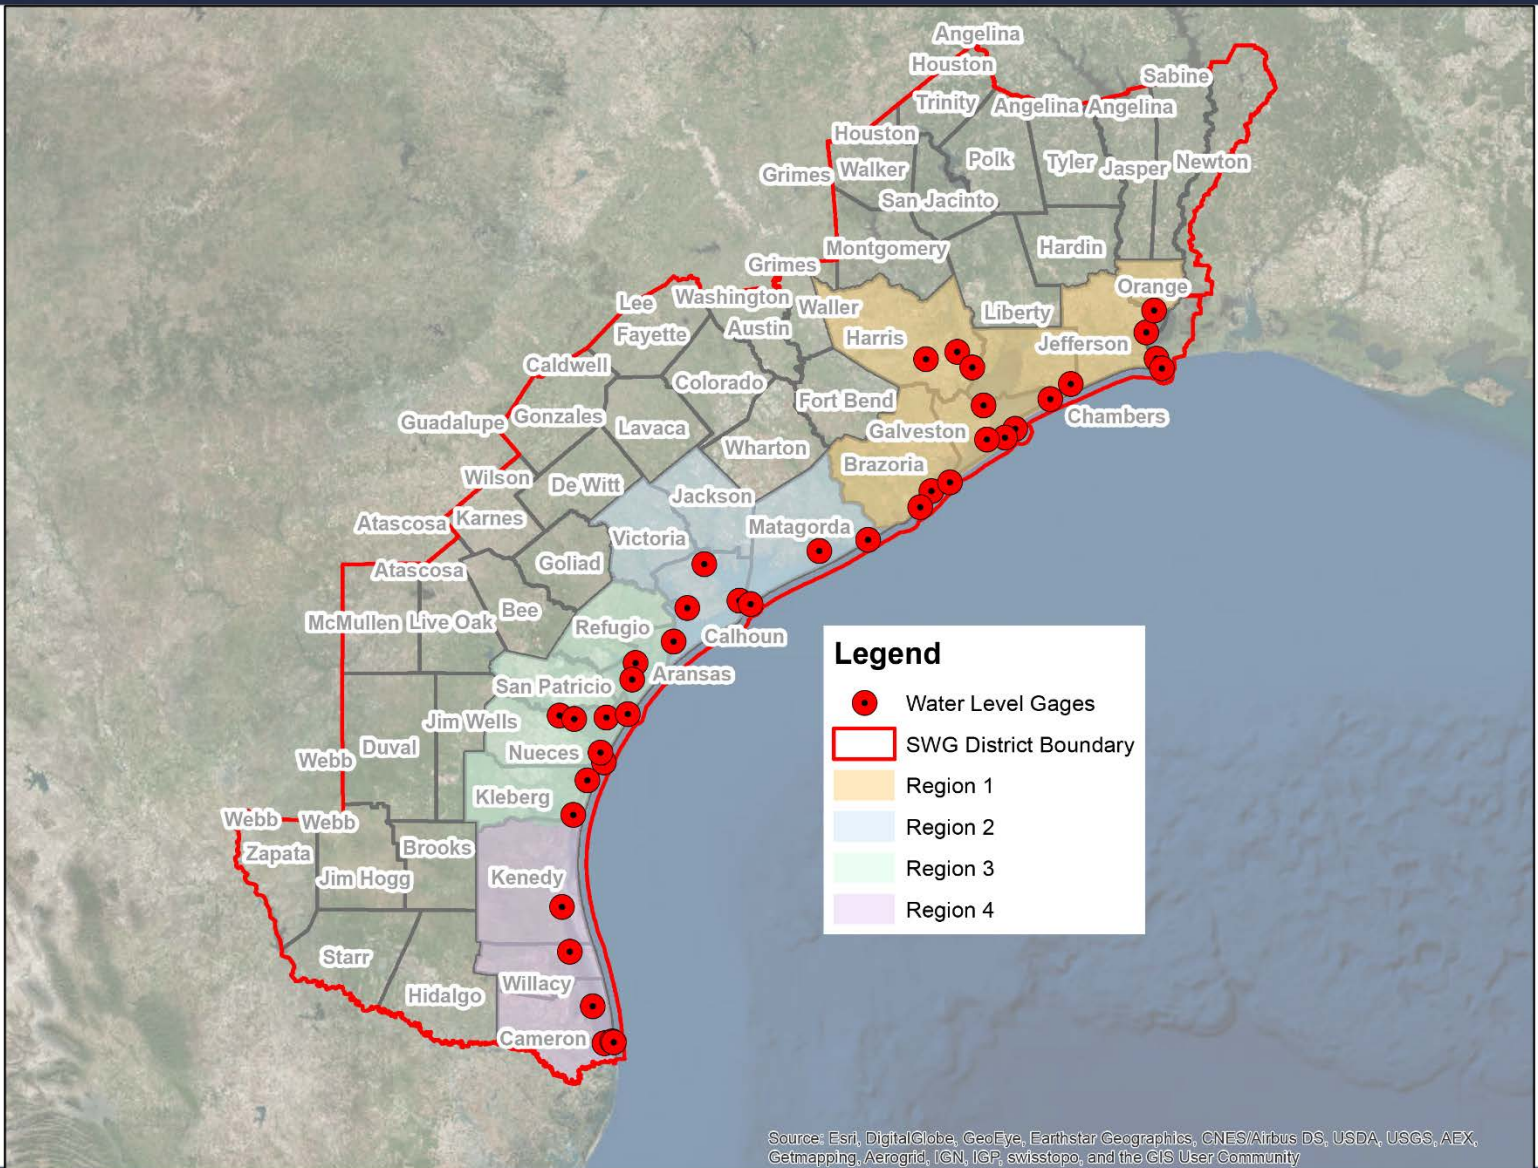 Angelina
Houston
Sabine
Trinity
Angelina
Angelina
Houston
Polk
Tyler
Jasper
Newton
Grimes
Walker
San Jacinto
Montgomery
Hardin
Grimes
Orange
Lee
Washington
Waller
Liberty
Fayette
Austin
Harris
Jefferson
Caldwell
Colorado
Fort Bend
Guadalupe
Gonzales
Lavaca
Galveston
Chambers
Wharton
Brazoria
Wilson
De Witt
Jackson
Atascosa
Karnes
Victoria
Matagorda
Atascosa
Goliad
McMullen
Live Oak
Bee
Refugio
Calhoun
San Patricio
Aransas
Jim Wells
Duval
Webb
Nueces
Kleberg
Webb
Webb
Zapata
Brooks
Jim Hogg
Kenedy
Starr
Willacy
Hidalgo
Cameron
Legend
Water Level Gages
SWG District Boundary
Region 1
Region 2
Region 3
Region 4
Source: Esri, DigitalGlobe, GeoEye, Earthstar Geographics, CNES/Airbus DS, USDA, USGS, AEX,
Getmapping, Aerogrid, IGN, IGP, swisstopo, and the GIS User Community